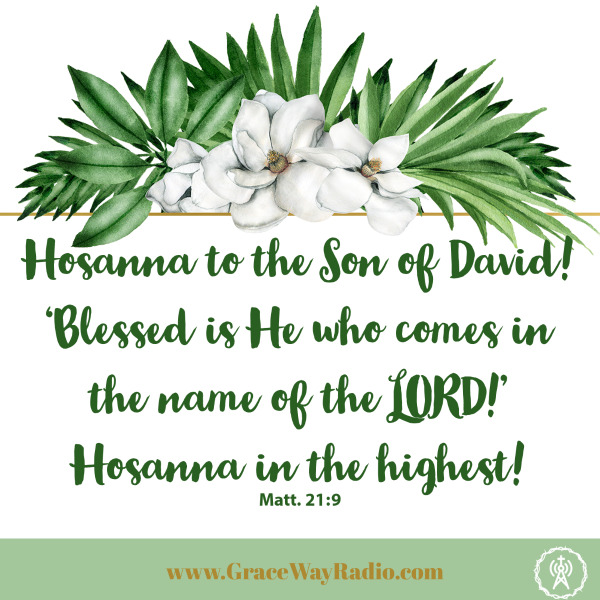 Hosanna to the Son of David!
‘Blessed is He who comes in
the name of the LORD!’
Hosanna in the highest!
Matt. 21:9
www.GraceWayRadio.com